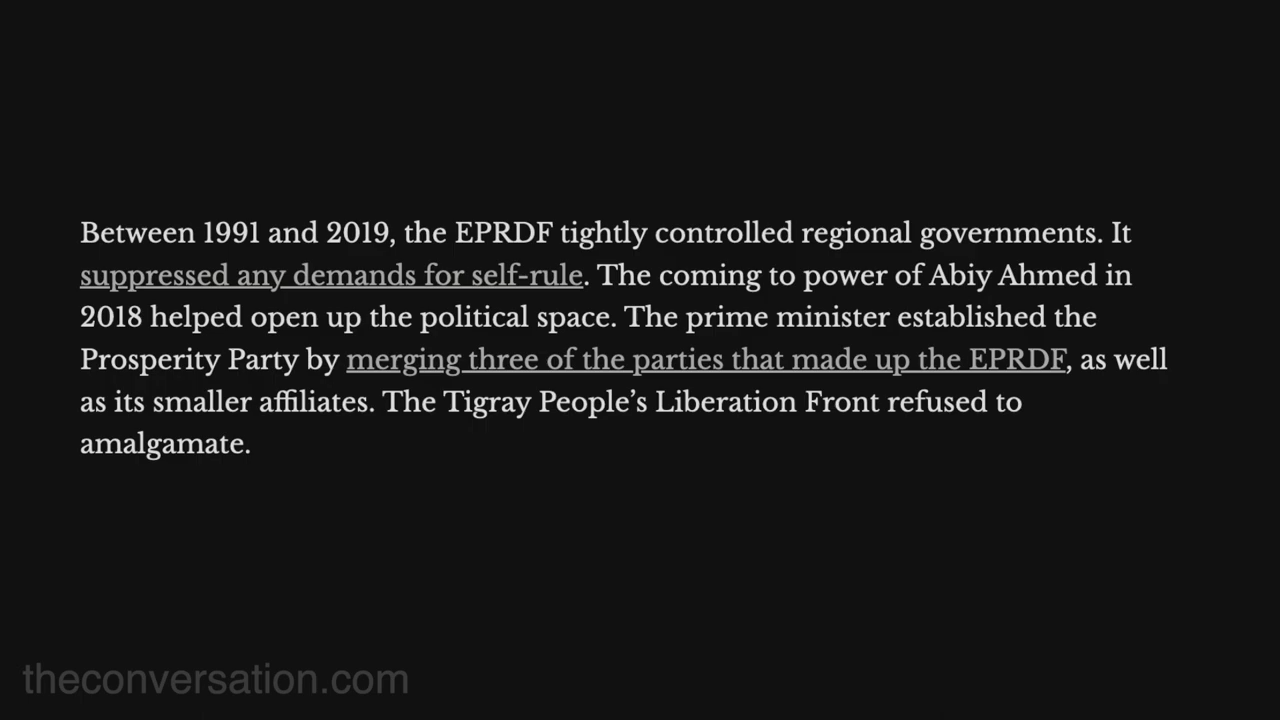 Between 1991 and 2019, the EPRDF tightly controlled regional governments. It
suppressed any demands for self-rule. The coming to power of Abiy Ahmed in
2018 helped open up the political space. The prime minister established the
Prosperity Party by merging three of the parties that made up the EPRDF, as well
as its smaller affiliates. The Tigray People’s Liberation Front refused to
amalgamate.
theconversation.com